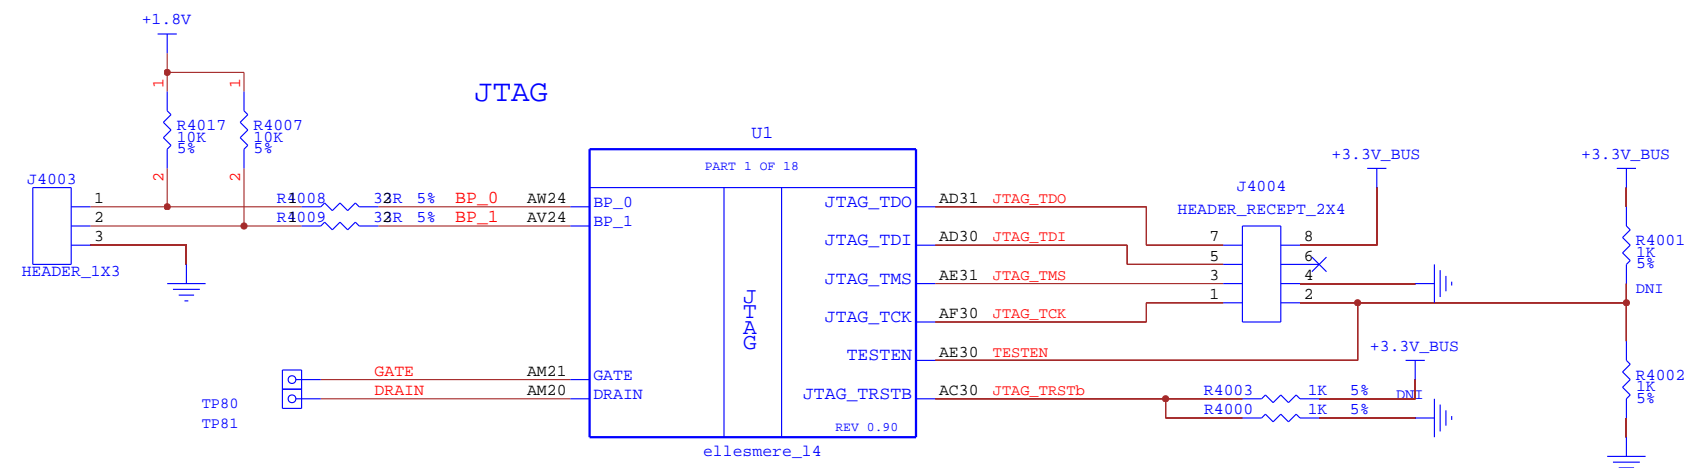 +1.8V
JTAG
1 1
R4017 R4007
10K 10K
5% 5%
2 2
U1
PART 1 OF 18
+3.3V_BUS +3.3V_BUS
J4003
J4004
HEADER_RECEPT_2X4
1 R4008 33R 5% BP_0 AW24 BP_0
2 R4009 33R 5% BP_1 AV24 BP_1
3
HEADER_1X3
JTAG_TDO AD31 JTAG_TDO
JTAG_TDI AD30 JTAG_TDI
JTAG_TMS AE31 JTAG_TMS
JTAG_TCK AF30 JTAG_TCK
TESTEN AE30 TESTEN
JTAG_TRSTB AC30 JTAG_TRSTb
7 8
5 6
3 4
1 2
R4001
1K
5%
DNI
JTAG
+3.3V_BUS
GATE AM21 GATE
DRAIN AM20 DRAIN
TP80
TP81
R4003 1K 5% DNI
R4000 1K 5%
R4002
1K
5%
REV 0.90
ellesmere_l4